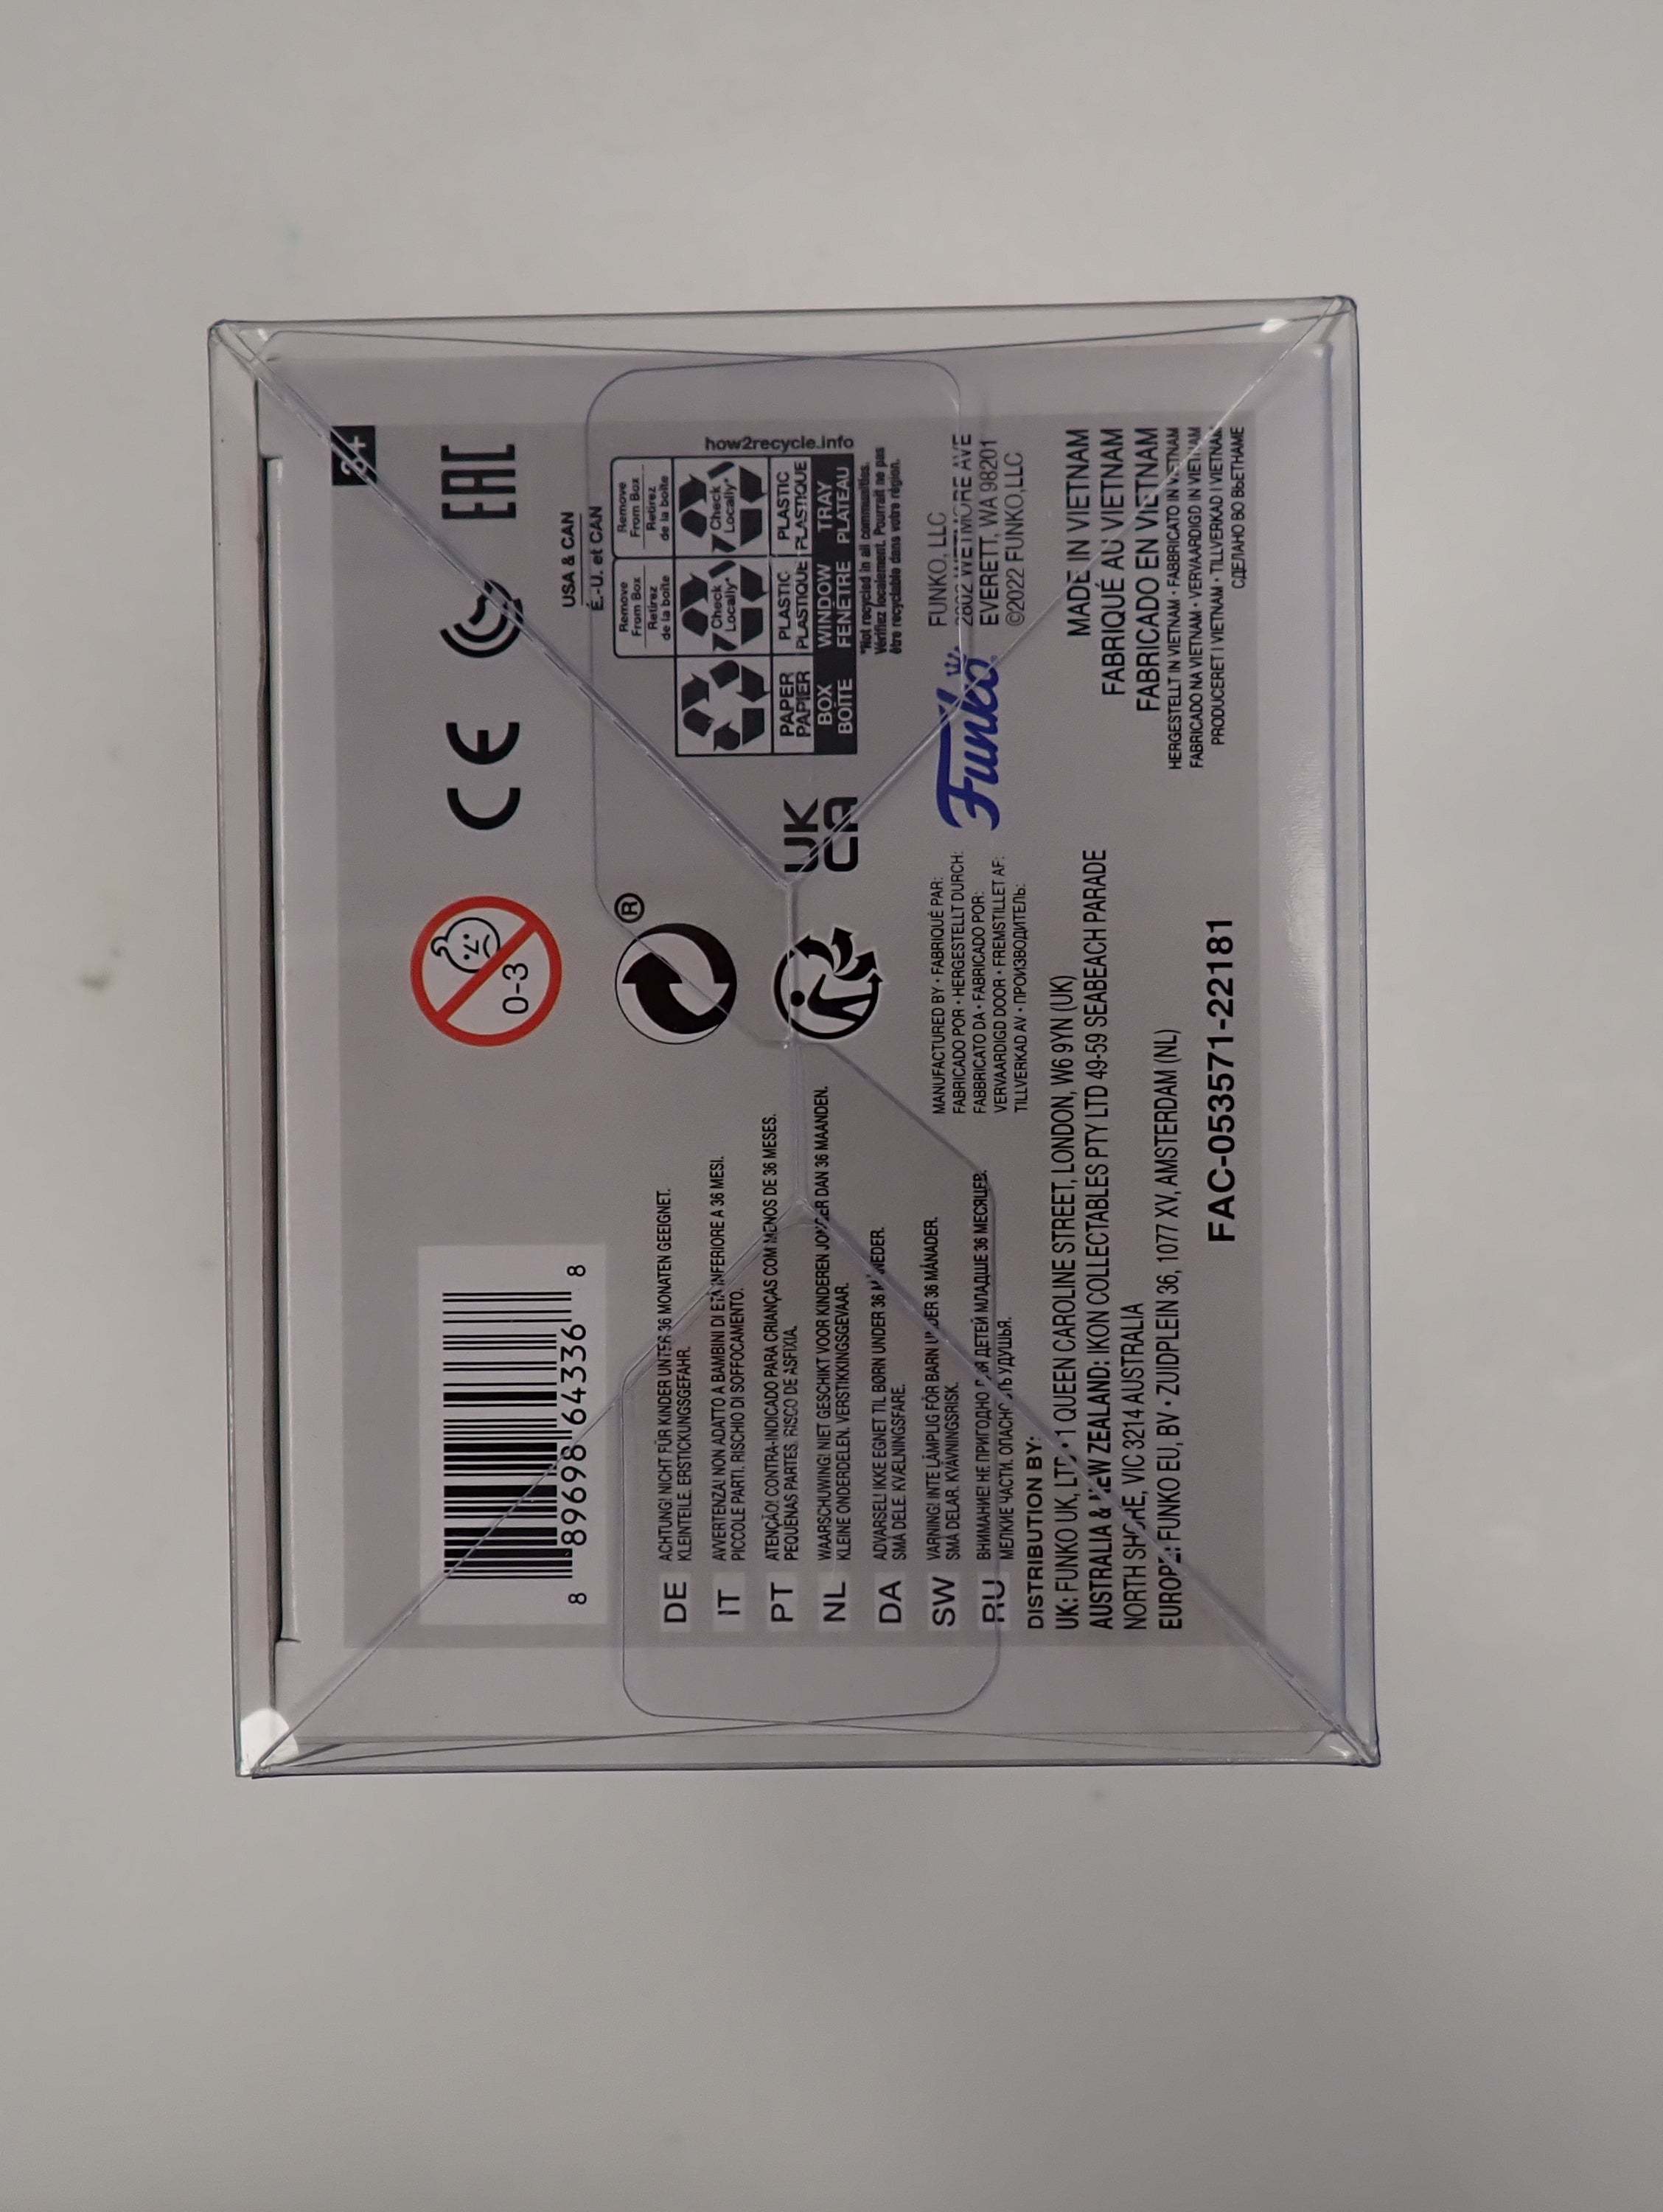 3+
8 89698 64336 8
0-3
CE
EAC
USA & CAN
É.-U. et CAN
Remove
From Box
Retirez
de la boîte
Remove
From Box
Retirez
de la boîte
Check
Locally*
Check
Locally*
PAPER
PAPIER
PLASTIC
PLASTIQUE
PLASTIC
PLASTIQUE
BOX
BOÎTE
WINDOW
FENÊTRE
TRAY
PLATEAU
how2recycle.info
*Not recycled in all communities.
Vérifiez localement. Pourrait ne pas
être recyclable dans votre région.
®
UK
CA
DE ACHTUNG! NICHT FÜR KINDER UNTER 36 MONATEN GEEIGNET.
KLEINTEILE. ERSTICKUNGSGEFAHR.
IT AVVERTENZA! NON ADATTO A BAMBINI DI ETÀ INFERIORE A 36 MESI.
PICCOLE PARTI. RISCHIO DI SOFFOCAMENTO.
PT ATENÇÃO! CONTRA-INDICADO PARA CRIANÇAS COM MENOS DE 36 MESES.
PEQUENAS PARTES. RISCO DE ASFIXIA.
NL WAARSCHUWING! NIET GESCHIKT VOOR KINDEREN JONGER DAN 36 MAANDEN.
KLEINE ONDERDELEN. VERSTIKKINGSGEVAAR.
DA ADVARSEL! IKKE EGNET TIL BØRN UNDER 36 MÅNEDER.
SMÅ DELE. KVÆLNINGSFARE.
SW VARNING! INTE LÄMPLIG FÖR BARN UNDER 36 MÅNADER.
SMÅ DELAR. KVÄVNINGSRISK.
RU ВНИМАНИЕ! НЕ ПРИГОДНО ДЛЯ ДЕТЕЙ МЛАДШЕ 36 МЕСЯЦЕВ.
МЕЛКИЕ ЧАСТИ. ОПАСНОСТЬ УДУШЬЯ.
MANUFACTURED BY • FABRIQUÉ PAR:
FABRICADO POR • HERGESTELLT DURCH:
FABBRICATO DA • FABRICADO POR:
VERVAARDIGD DOOR • FREMSTILLET AF:
TILLVERKAD AV • ПРОИЗВОДИТЕЛЬ:
Funko
FUNKO, LLC
2802 WETMORE AVE
EVERETT, WA 98201
©2022 FUNKO, LLC
DISTRIBUTION BY:
UK: FUNKO UK, LTD • 1 QUEEN CAROLINE STREET, LONDON, W6 9YN (UK)
AUSTRALIA & NEW ZEALAND: IKON COLLECTABLES PTY LTD 49-59 SEABEACH PARADE
NORTH SHORE, VIC 3214 AUSTRALIA
EUROPE: FUNKO EU, BV • ZUIDPLEIN 36, 1077 XV, AMSTERDAM (NL)
MADE IN VIETNAM
FABRIQUÉ AU VIETNAM
FABRICADO EN VIETNAM
HERGESTELLT IN VIETNAM • FABBRICATO IN VIETNAM
FABRICADO NA VIETNAM • VERVAARDIGD IN VIETNAM
PRODUCERET I VIETNAM • TILLVERKAD I VIETNAM
СДЕЛАНО ВО ВЬЕТНАМЕ
FAC-053571-22181